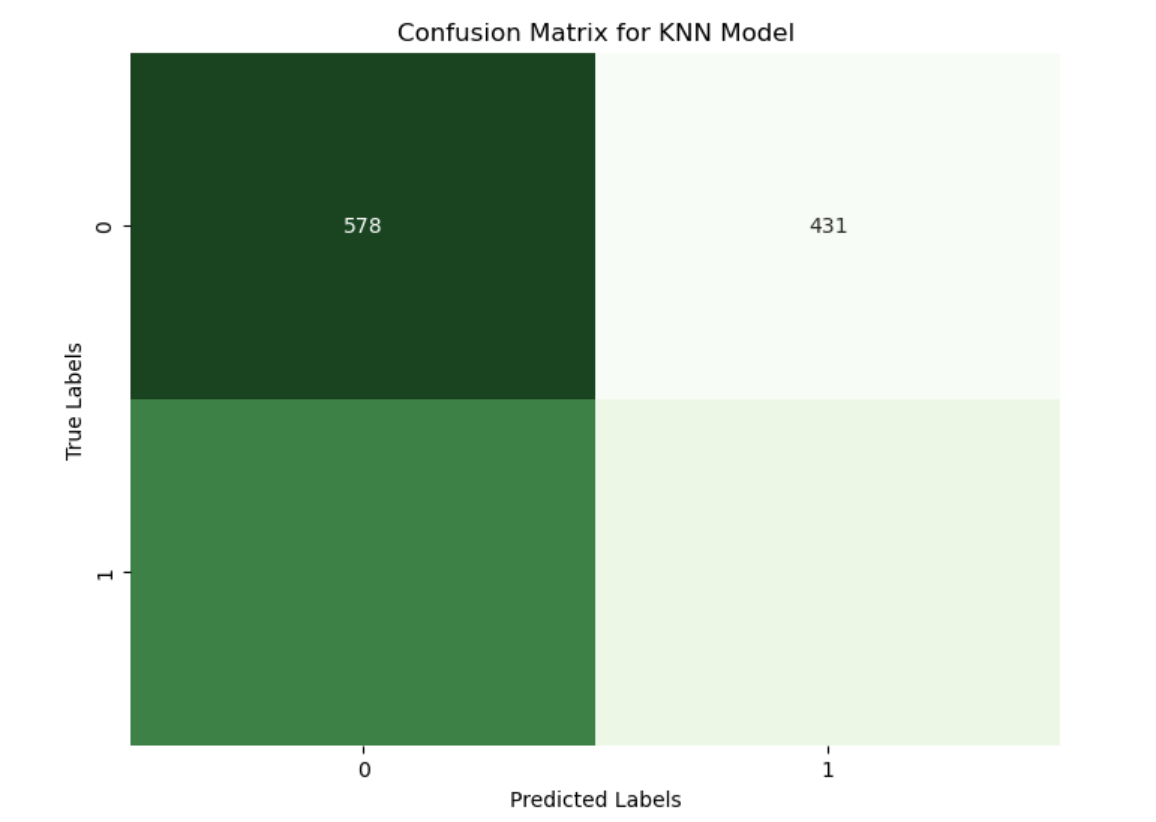 Confusion Matrix for KNN Model
0
578
431
True Labels
1
0
1
Predicted Labels